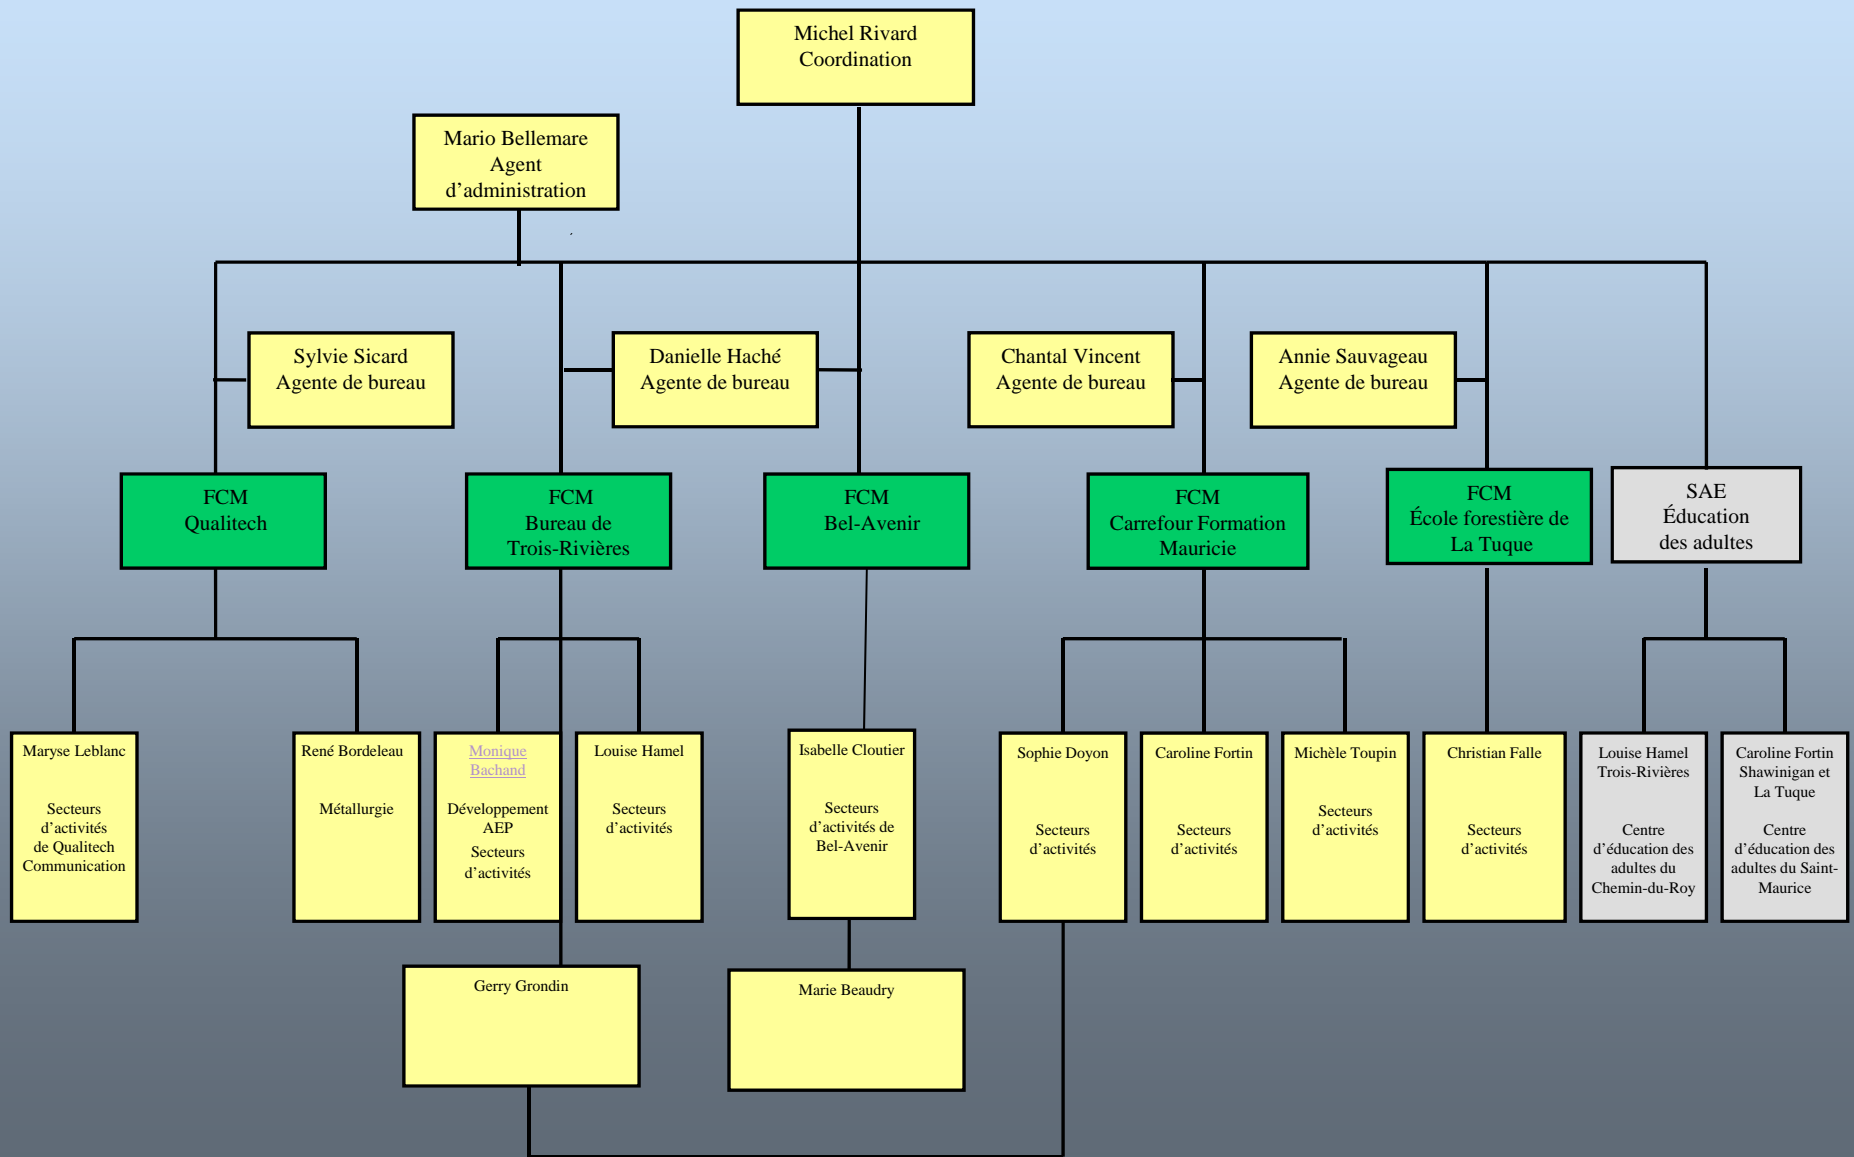 Michel Rivard
Coordination
Mario Bellemare
Agent
d’administration
Sylvie Sicard
Agente de bureau
Danielle Haché
Agente de bureau
Chantal Vincent
Agente de bureau
Annie Sauvageau
Agente de bureau
FCM
Qualitech
FCM
Bureau de
Trois-Rivières
FCM
Bel-Avenir
FCM
Carrefour Formation
Mauricie
FCM
École forestière de
La Tuque
SAE
Éducation
des adultes
Maryse Leblanc
Secteurs
d’activités
de Qualitech
Communication
René Bordeleau
Métallurgie
Monique
Bachand
Développement
AEP
Secteurs
d’activités
Louise Hamel
Secteurs
d’activités
Isabelle Cloutier
Secteurs
d’activités de
Bel-Avenir
Sophie Doyon
Secteurs
d’activités
Caroline Fortin
Secteurs
d’activités
Michèle Toupin
Secteurs
d’activités
Christian Falle
Secteurs
d’activités
Louise Hamel
Trois-Rivières
Centre
d’éducation des
adultes du
Chemin-du-Roy
Caroline Fortin
Shawinigan et
La Tuque
Centre
d’éducation des
adultes du Saint-
Maurice
Gerry Grondin
Marie Beaudry